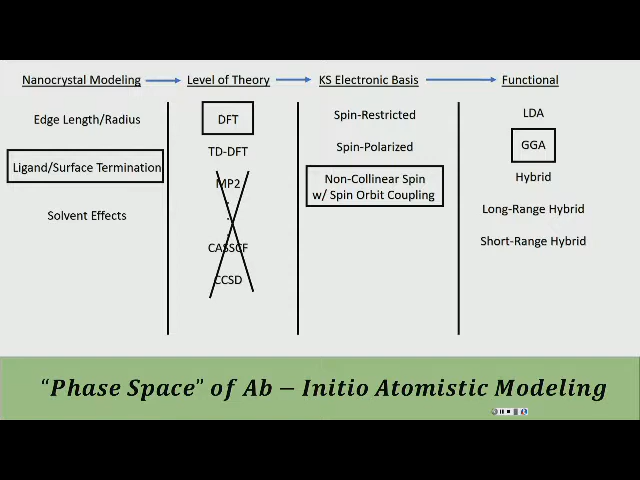 Nanocrystal Modeling
Level of Theory
KS Electronic Basis
Functional
Edge Length/Radius
Ligand/Surface Termination
Solvent Effects
DFT
TD-DFT
MP2
.
.
.
CASSCF
CCSD
Spin-Restricted
Spin-Polarized
Non-Collinear Spin
w/ Spin Orbit Coupling
LDA
GGA
Hybrid
Long-Range Hybrid
Short-Range Hybrid
“Phase Space” of Ab − Initio Atomistic Modeling